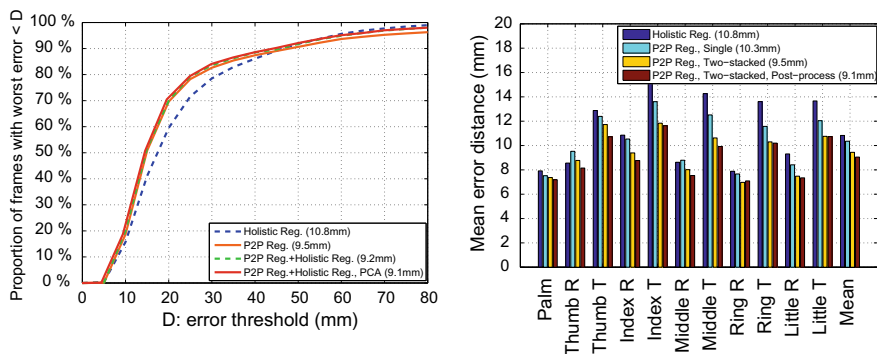 100 %
90 %
80 %
70 %
60 %
50 %
40 %
30 %
20 %
10 %
0 %
Proportion of frames with worst error < D
0
10
20
30
40
50
60
70
80
D: error threshold (mm)
Holistic Reg. (10.8mm)
P2P Reg. (9.5mm)
P2P Reg.+Holistic Reg. (9.2mm)
P2P Reg.+Holistic Reg., PCA (9.1mm)
20
18
16
14
12
10
8
6
4
2
0
Mean error distance (mm)
Holistic Reg. (10.8mm)
P2P Reg., Single (10.3mm)
P2P Reg., Two-stacked (9.5mm)
P2P Reg., Two-stacked, Post-process (9.1mm)
Palm
Thumb R
Thumb T
Index R
Index T
Middle R
Middle T
Ring R
Ring T
Little R
Little T
Mean